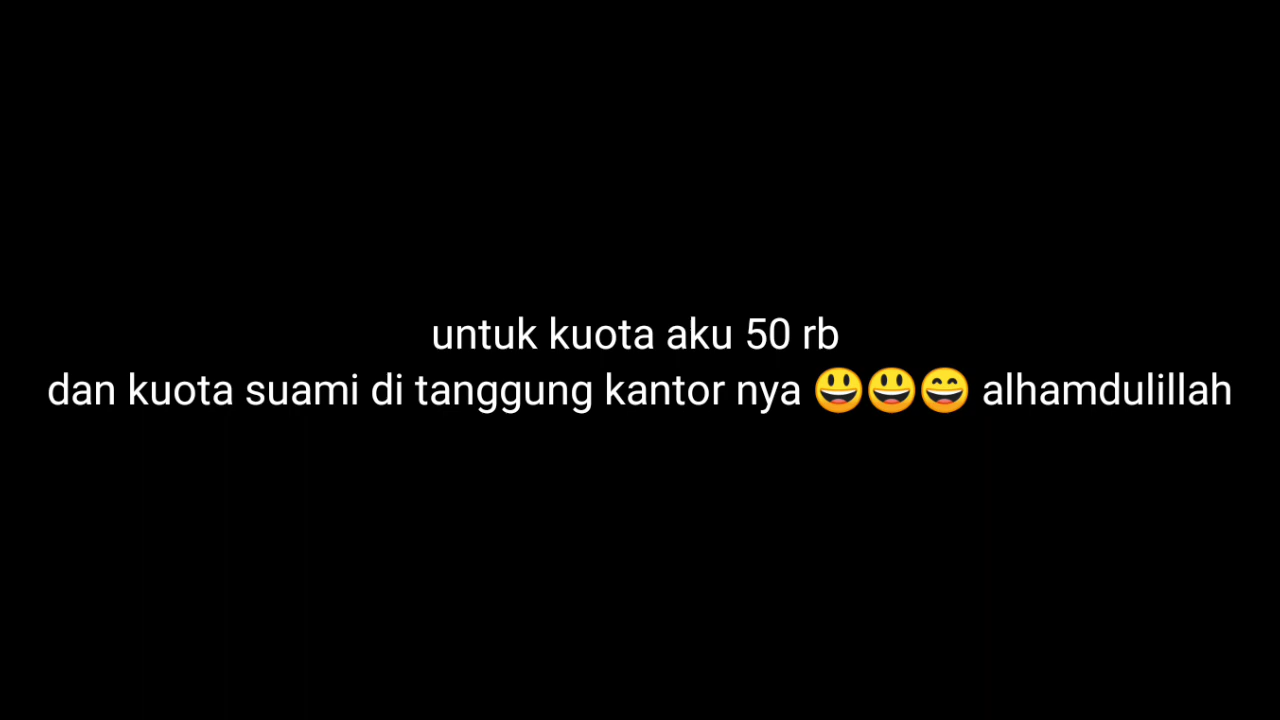 untuk kuota aku 50 rb
dan kuota suami di tanggung kantor nya 😃😃😄 alhamdulillah